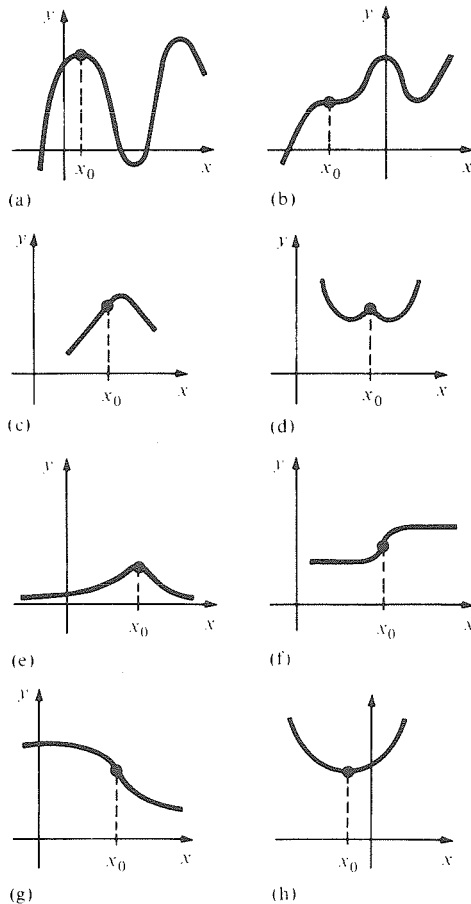 y
y
x₀
x
x₀
x
(a)
(b)
y
y
x₀
x
x₀
x
(c)
(d)
y
y
x₀
x
x₀
x
(e)
(f)
y
x₀
x
x₀
x
(g)
(h)